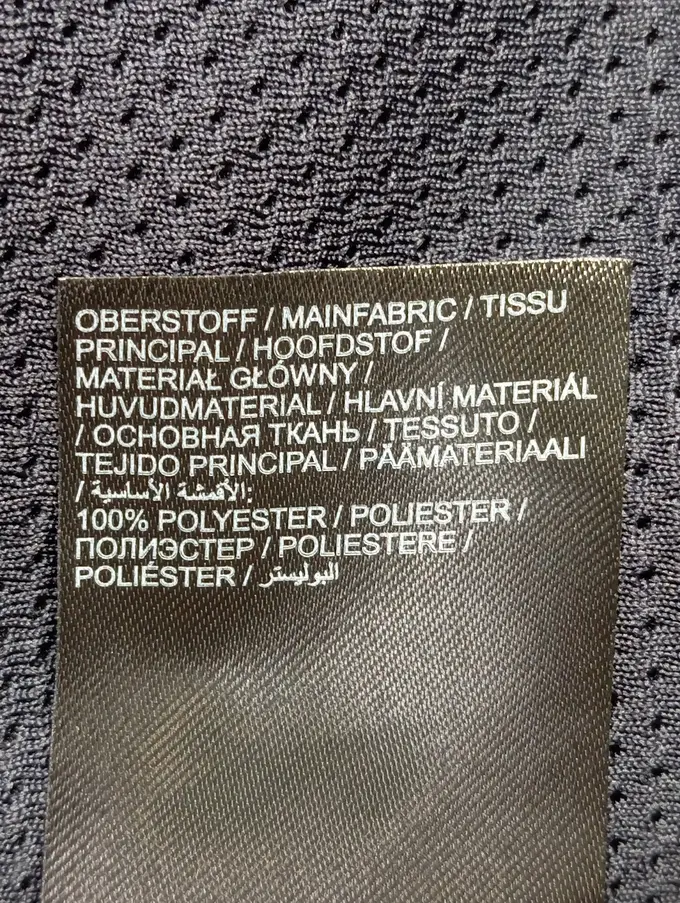 OBERSTOFF / MAINFABRIC / TISSU
PRINCIPAL / HOOFDSTOF /
MATERIAŁ GŁÓWNY /
HUVUDMATERIAL / HLAVNÍ MATERIÁL
/ ОСНОВНАЯ ТКАНЬ / TESSUTO /
TEJIDO PRINCIPAL / PÄÄMATERIAALI
/ الأقمشة الأساسية:
100% POLYESTER / POLIESTER /
ПОЛИЭСТЕР / POLIESTERE /
POLIÉSTER / البوليستر